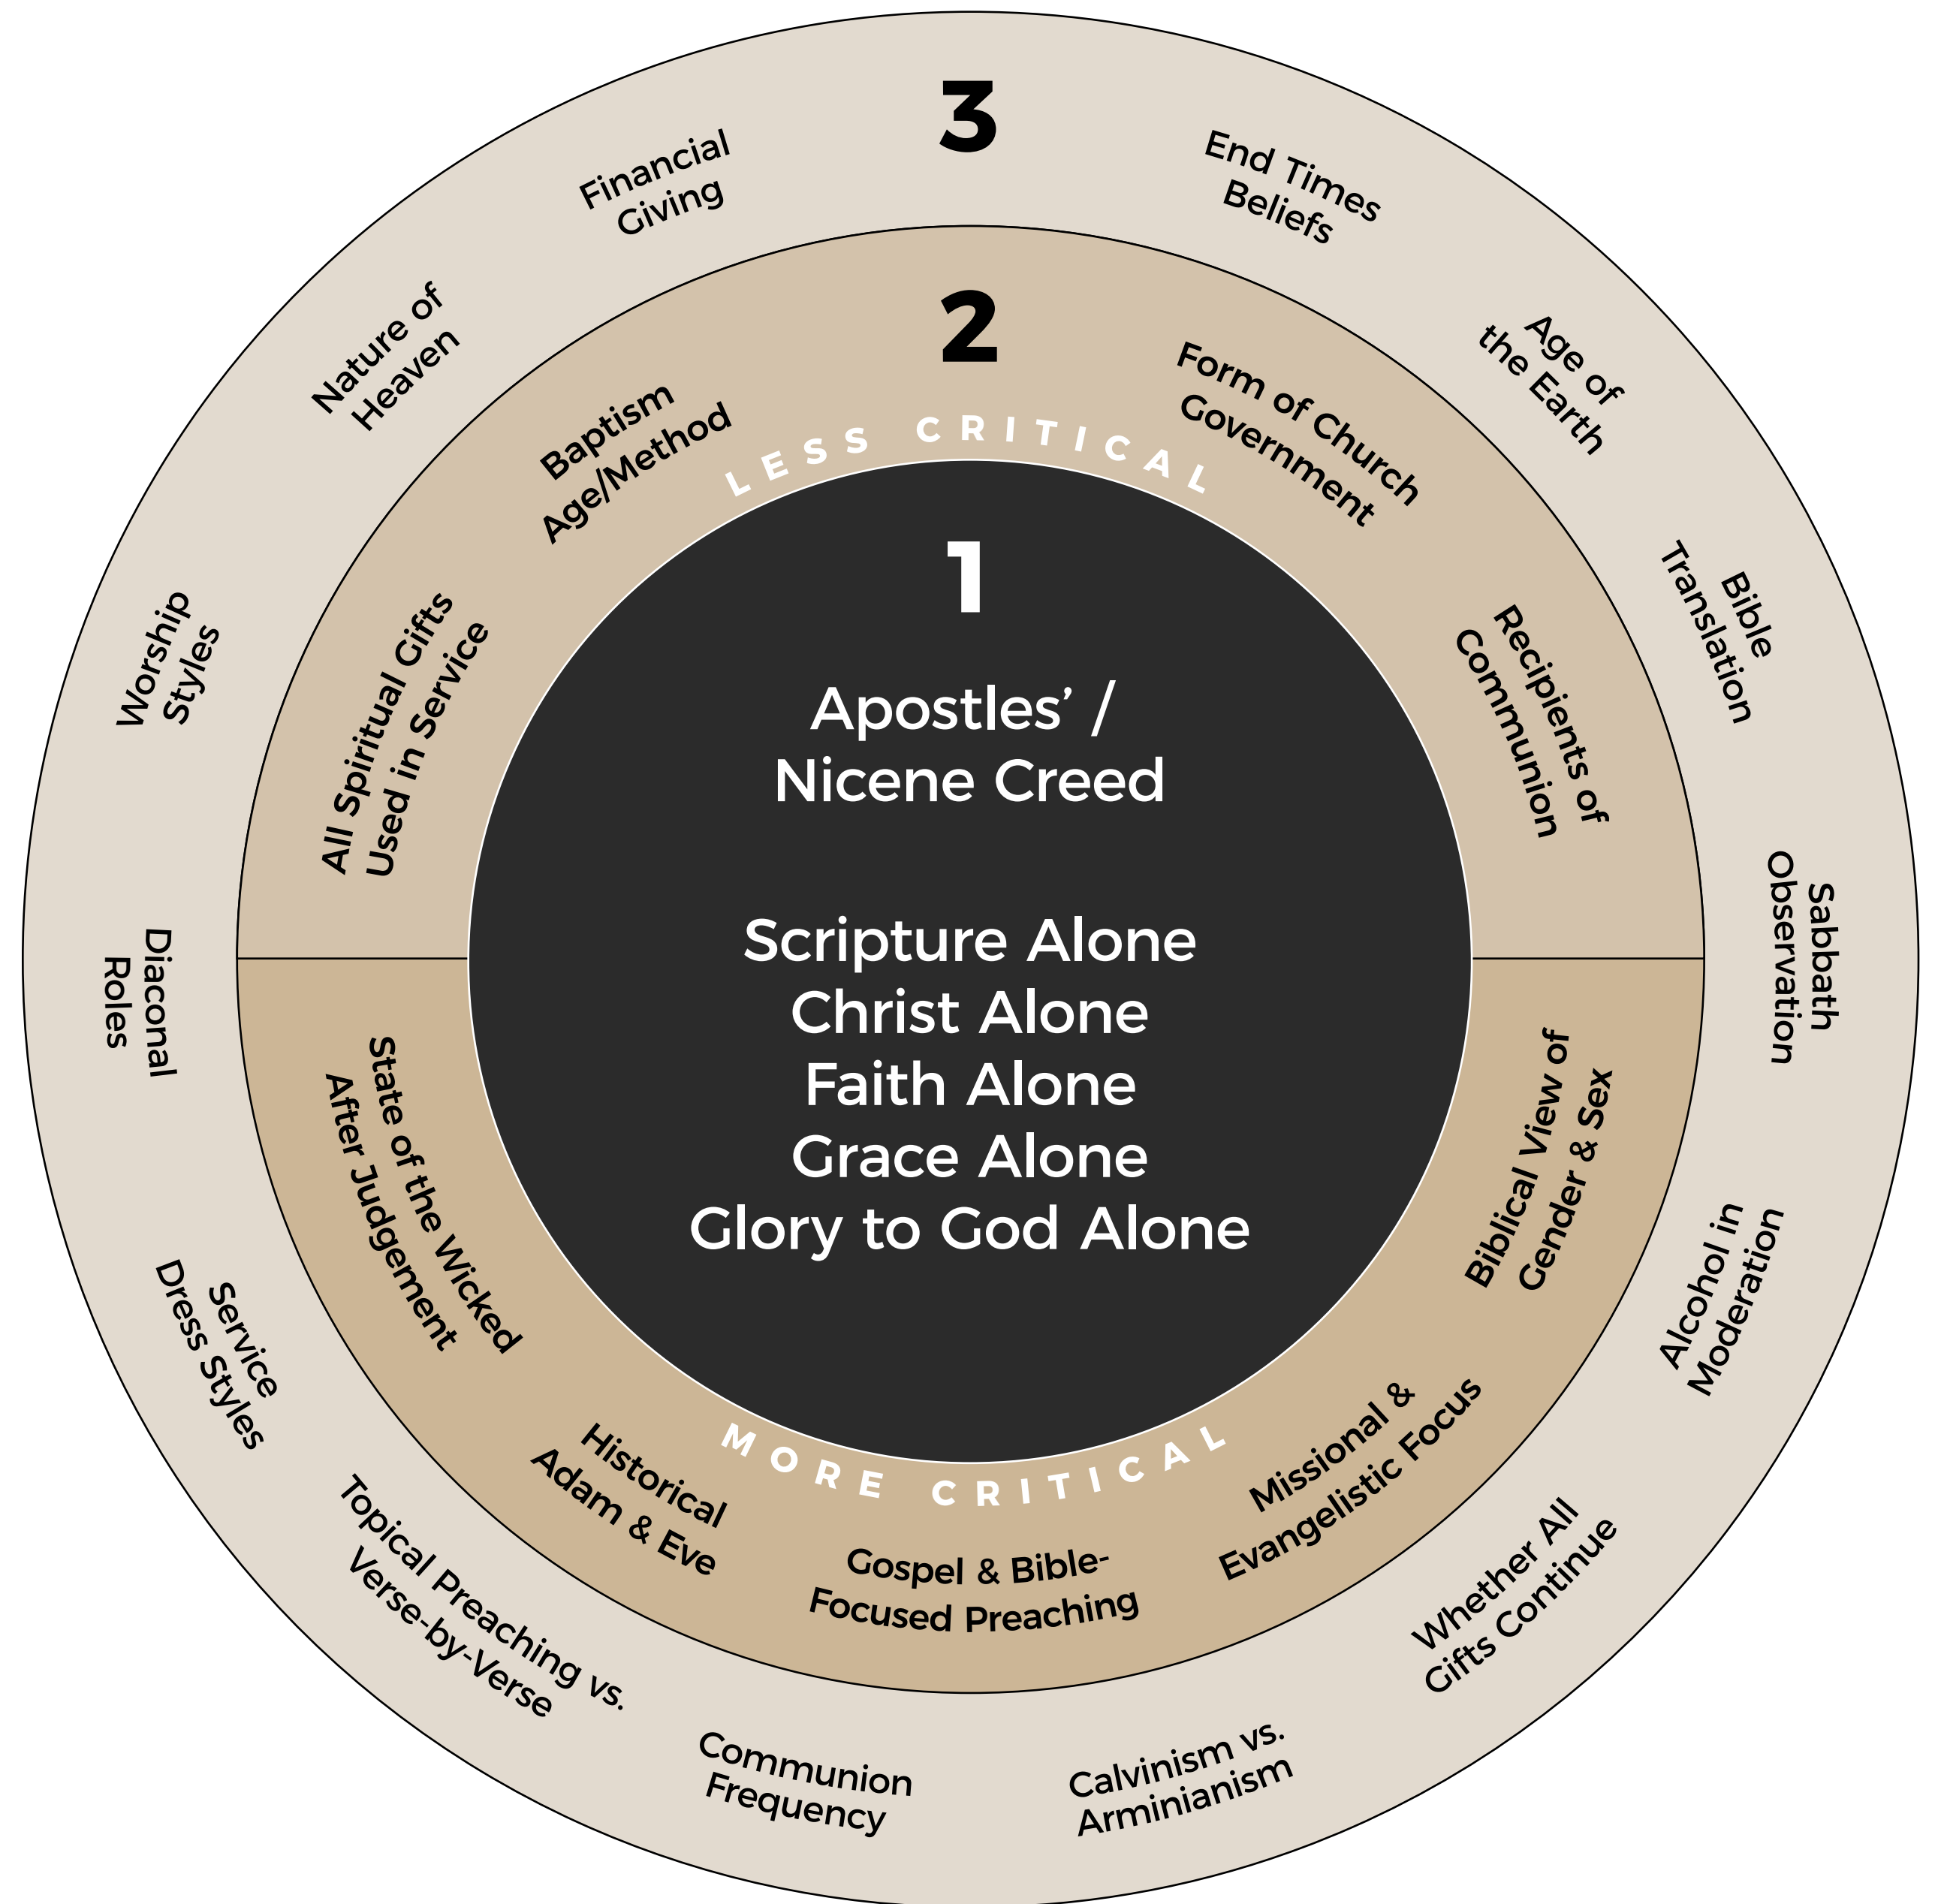 3
Financial
Giving
End Times
Beliefs
Age of
the Earth
Bible
Translation
Sabbath
Observation
Alcohol in
Moderation
Whether All
Gifts Continue
Calvinism vs.
Arminianism
Communion
Frequency
Topical Preaching vs.
Verse-by-Verse
Service
Dress Styles
Diaconal
Roles
Worship
Styles
Nature of
Heaven
2
LESS CRITICAL
Baptism
Age/Method
Form of Church
Government
Recipients of
Communion
Biblical View of
Gender & Sex
Missional &
Evangelistic Focus
Gospel & Bible-
Focused Preaching
Historical
Adam & Eve
State of the Wicked
After Judgement
All Spiritual Gifts
Used in Service
MORE CRITICAL
1
Apostles’ /
Nicene Creed
Scripture Alone
Christ Alone
Faith Alone
Grace Alone
Glory to God Alone